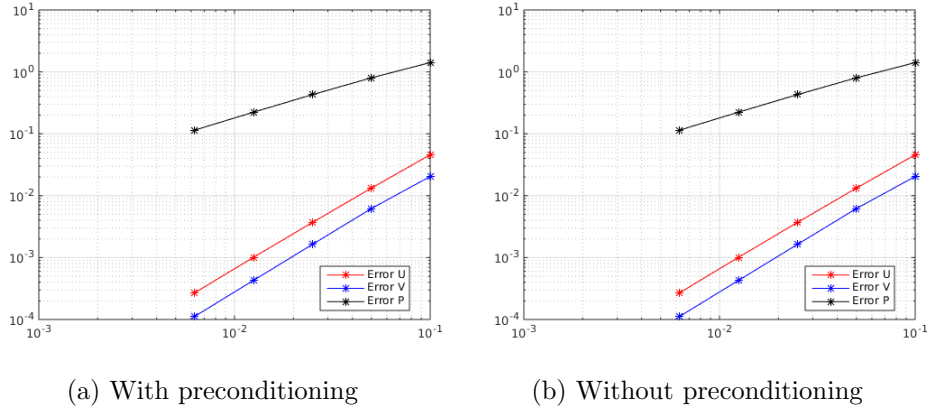 10^1
10^0
10^-1
10^-2
10^-3
10^-4
10^-3
10^-2
10^-1
Error U
Error V
Error P
(a) With preconditioning
10^1
10^0
10^-1
10^-2
10^-3
10^-4
10^-3
10^-2
10^-1
Error U
Error V
Error P
(b) Without preconditioning